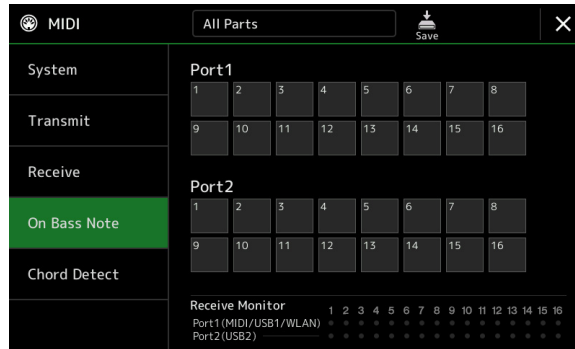 MIDI
All Parts
Save
System
Transmit
Receive
On Bass Note
Chord Detect
Port1
1 2 3 4 5 6 7 8
9 10 11 12 13 14 15 16
Port2
1 2 3 4 5 6 7 8
9 10 11 12 13 14 15 16
Receive Monitor 1 2 3 4 5 6 7 8 9 10 11 12 13 14 15 16
Port1(MIDI/USB1/WLAN)
Port2(USB2)